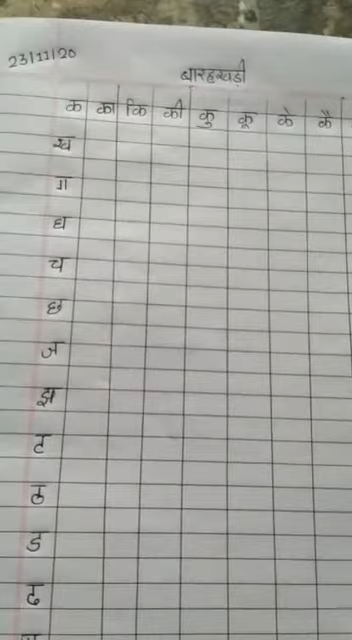 23/11/20
बारहखड़ी
क का कि की कु कू के कै
ख
ग
घ
च
छ
ज
झ
ट
ठ
ड
ढ